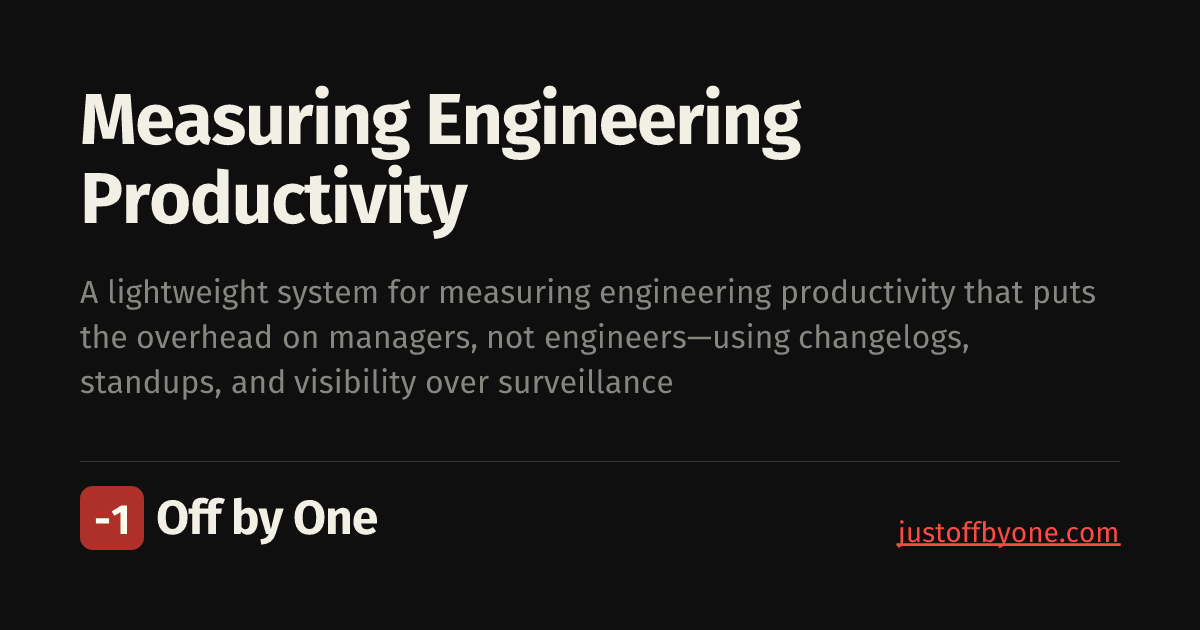 Measuring Engineering
Productivity
A lightweight system for measuring engineering productivity that puts
the overhead on managers, not engineers—using changelogs,
standups, and visibility over surveillance
-1 Off by One
justoffbyone.com